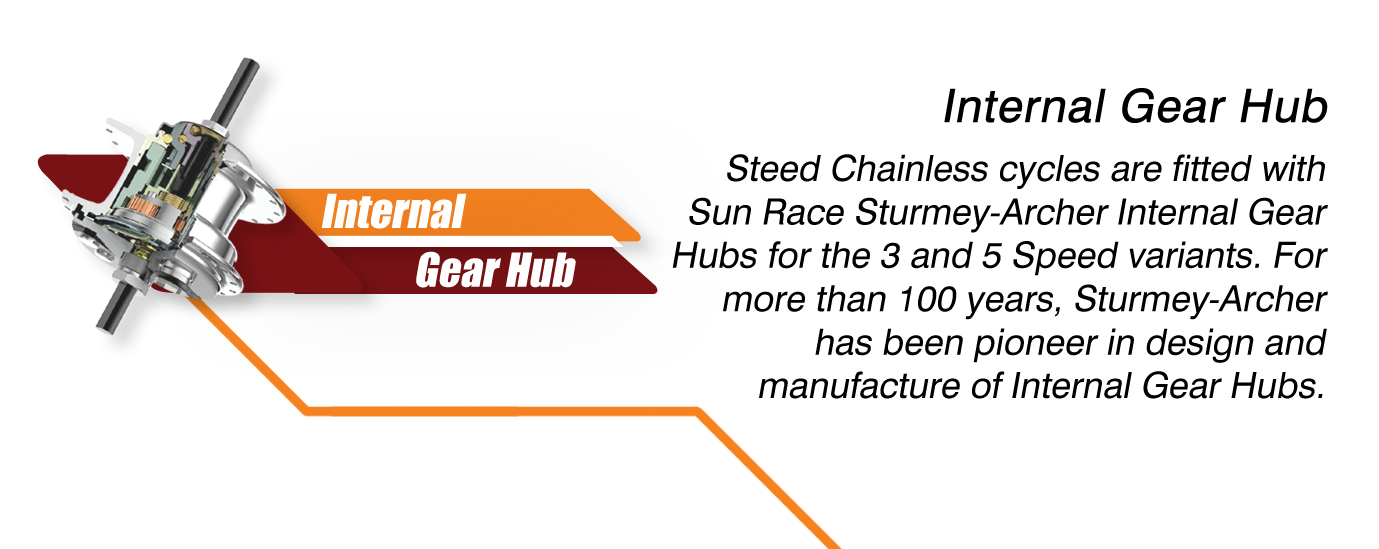 Internal
Gear Hub
Internal Gear Hub
Steed Chainless cycles are fitted with
Sun Race Sturmey-Archer Internal Gear
Hubs for the 3 and 5 Speed variants. For
more than 100 years, Sturmey-Archer
has been pioneer in design and
manufacture of Internal Gear Hubs.